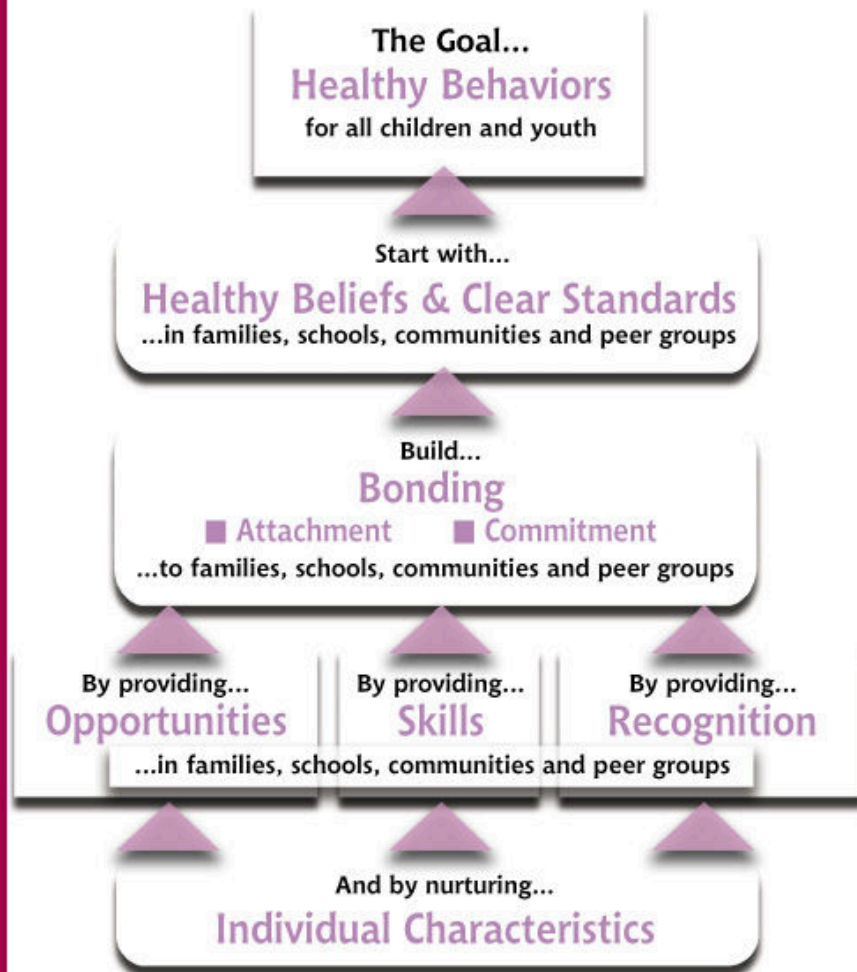 The Goal...
Healthy Behaviors
for all children and youth
Start with...
Healthy Beliefs & Clear Standards
...in families, schools, communities and peer groups
Build...
Bonding
■ Attachment ■ Commitment
...to families, schools, communities and peer groups
By providing... By providing... By providing...
Opportunities Skills Recognition
...in families, schools, communities and peer groups
And by nurturing...
Individual Characteristics